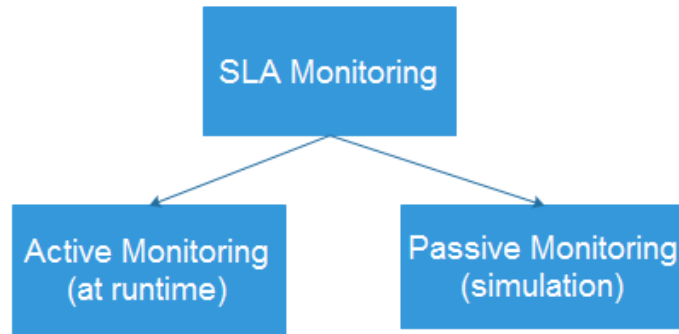 SLA Monitoring
Active Monitoring
(at runtime)
Passive Monitoring
(simulation)